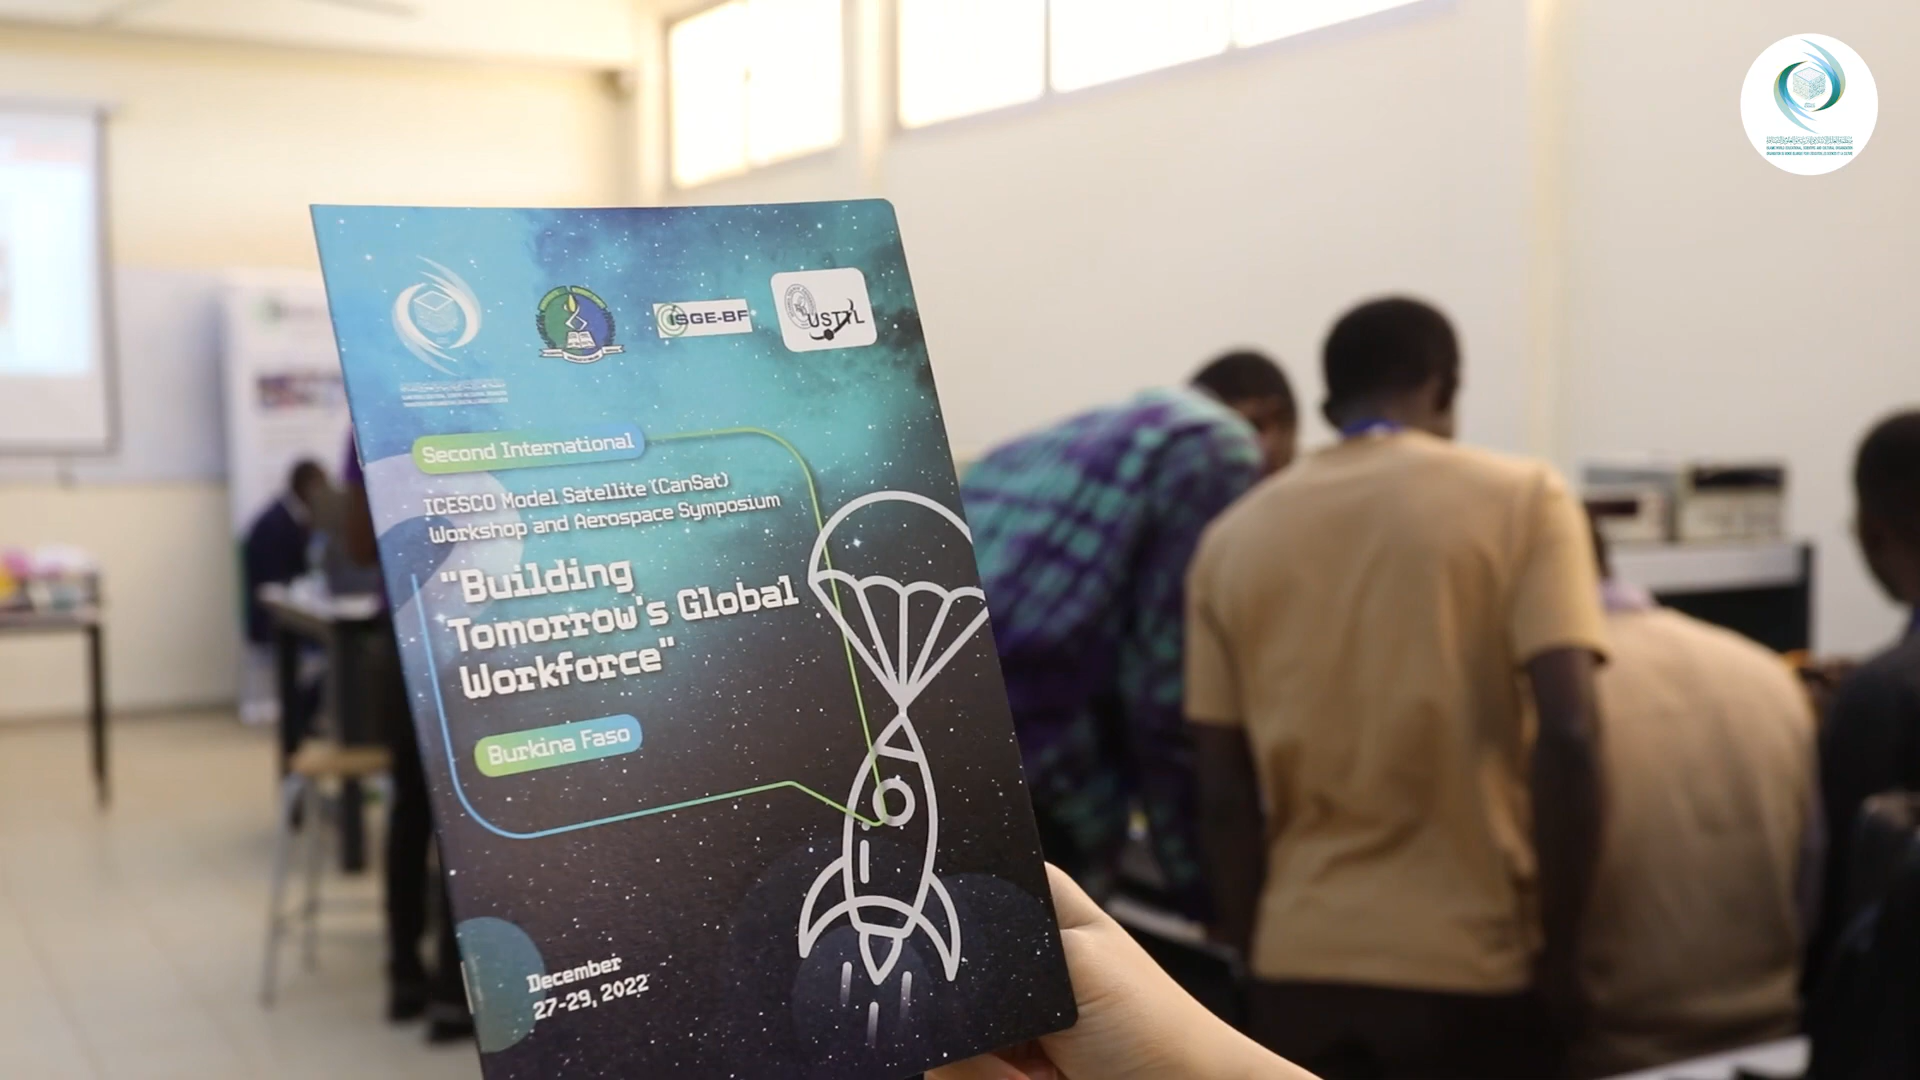 ISGE-BF
USTTL
Second International
ICESCO Model Satellite (CanSat)
Workshop and Aerospace Symposium
"Building
Tomorrow's Global
Workforce"
Burkina Faso
December
27-29, 2022